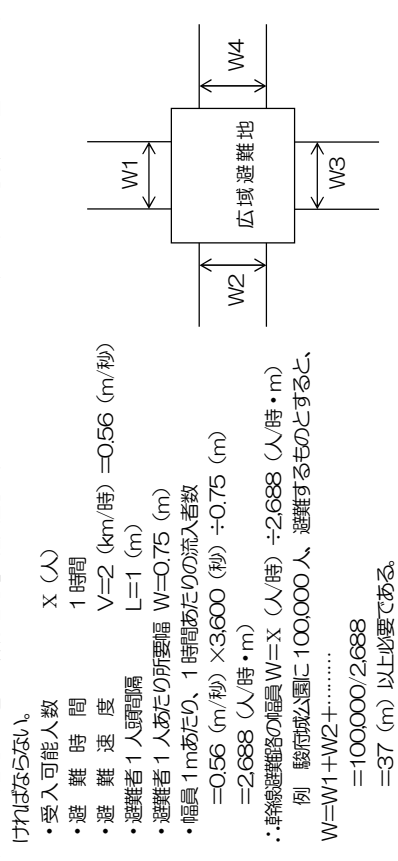 ければならない。
・受入可能人数　X（人）
・避　難　時　間　1時間
・避　難　速　度　V=2（km/時）=0.56（m/秒）
・避難者1人頭間隔　L=1（m）
・避難者1人あたり所要幅　W=0.75（m）
・幅員1mあたり、1時間あたりの流入者数
=0.56（m/秒）×3,600（秒）÷0.75（m）
=2,688（人/時・m）
∴幹線避難路の幅員W=X（人/時）÷2,688（人/時・m）
例　駿府城公園に100,000人、避難するものとすると、
W=W1+W2+………
=100,000/2,688
=37（m）以上必要である。
W1
W2
広域避難地
W4
W3